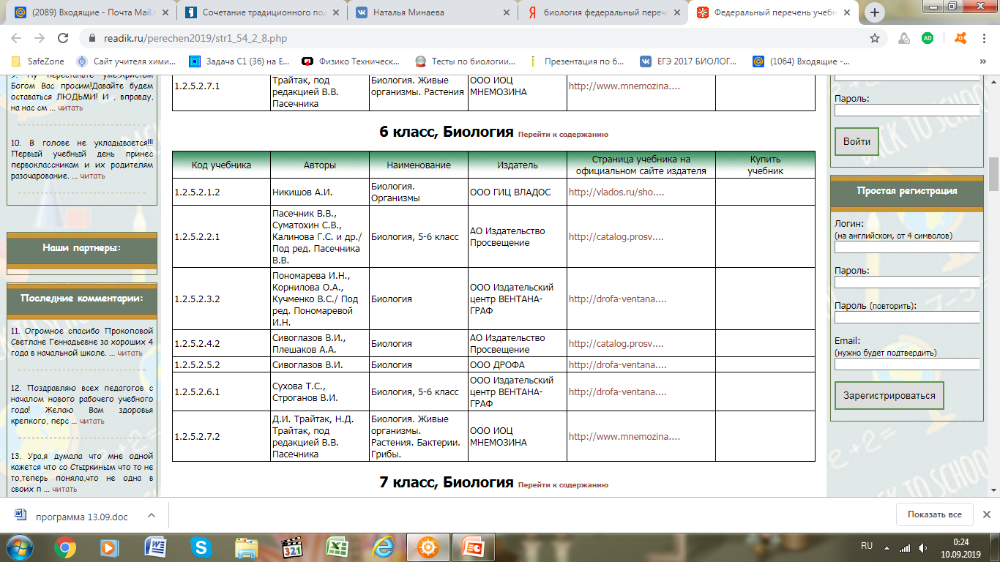 (2089) Входящие - Почта Mail.r
Сочетание традиционного под
Наталья Минаева
биология федеральный переч
Федеральный перечень учебн
readik.ru/perechen2019/str1_54_2_8.php
SafeZone
Сайт учителя хими...
Задача С1 (36) на Е...
Физико Техническ...
Тесты по биологии...
Презентация по б...
ЕГЭ 2017 БИОЛОГ...
(1064) Входящие -...
»
9. Ну перестаньте уже,Христом
Богом Вас просим!Давайте будем
оставаться ЛЮДЬМИ! И , вправду,
на нас см ... читать
10. В голове не укладывается!!!
Первый учебный день принес
первоклассникам и их родителям
разочарование. ... читать
Наши партнеры:
Последние комментарии:
11. Огромное спасибо Прокоповой
Светлане Геннадьевне за хороших 4
года в начальной школе. ... читать
12. Поздравляю всех педагогов с
началом нового рабочего учебного
года! Желаю Вам здоровья
крепкого, перс ... читать
13. Ура,я думала что мне одной
кажется что со Стыркиным что то не
то,теперь поняла,что не одна в
своих п ... читать
1.2.5.2.7.1
Трайтак, под
редакцией В.В.
Пасечника
Биология. Живые
организмы. Растения
ООО ИОЦ
МНЕМОЗИНА
http://www.mnemozina....
6 класс, Биология Перейти к содержанию
Код учебника
Авторы
Наименование
Издатель
Страница учебника на
официальном сайте издателя
Купить
учебник
1.2.5.2.1.2
Никишов А.И.
Биология.
Организмы
ООО ГИЦ ВЛАДОС
http://vlados.ru/sho....
1.2.5.2.2.1
Пасечник В.В.,
Суматохин С.В.,
Калинова Г.С. и др./
Под ред. Пасечника
В.В.
Биология, 5-6 класс
АО Издательство
Просвещение
http://catalog.prosv....
1.2.5.2.3.2
Пономарева И.Н.,
Корнилова О.А.,
Кучменко В.С./ Под
ред. Пономаревой
И.Н.
Биология
ООО Издательский
центр ВЕНТАНА-
ГРАФ
http://drofa-ventana....
1.2.5.2.4.2
Сивоглазов В.И.,
Плешаков А.А.
Биология
АО Издательство
Просвещение
http://catalog.prosv....
1.2.5.2.5.2
Сивоглазов В.И.
Биология
ООО ДРОФА
http://drofa-ventana....
1.2.5.2.6.1
Сухова Т.С.,
Строганов В.И.
Биология, 5-6 класс
ООО Издательский
центр ВЕНТАНА-
ГРАФ
http://drofa-ventana....
1.2.5.2.7.2
Д.И. Трайтак, Н.Д.
Трайтак, под
редакцией В.В.
Пасечника
Биология. Живые
организмы.
Растения. Бактерии.
Грибы.
ООО ИОЦ
МНЕМОЗИНА
http://www.mnemozina....
7 класс, Биология Перейти к содержанию
Пароль:
Войти
Простая регистрация
Логин:
(на английском, от 4 символов)
Пароль:
Пароль (повторить):
Email:
(нужно будет подтвердить)
Зарегистрироваться
программа 13.09.doc
Показать все
RU
0:24
10.09.2019